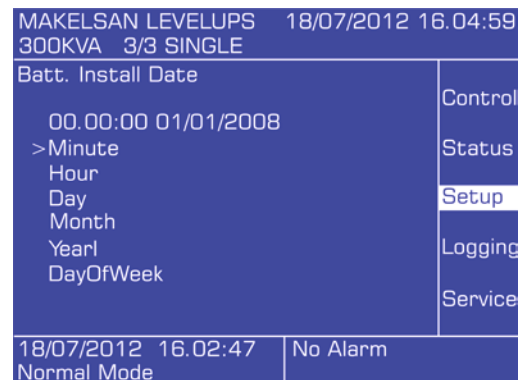 MAKELSAN LEVELUPS 18/07/2012 16.04:59
300KVA 3/3 SINGLE
Batt. Install Date
00.00:00 01/01/2008
>Minute
Hour
Day
Month
Yearl
DayOfWeek
Control
Status
Setup
Logging
Service
18/07/2012 16.02:47 No Alarm
Normal Mode